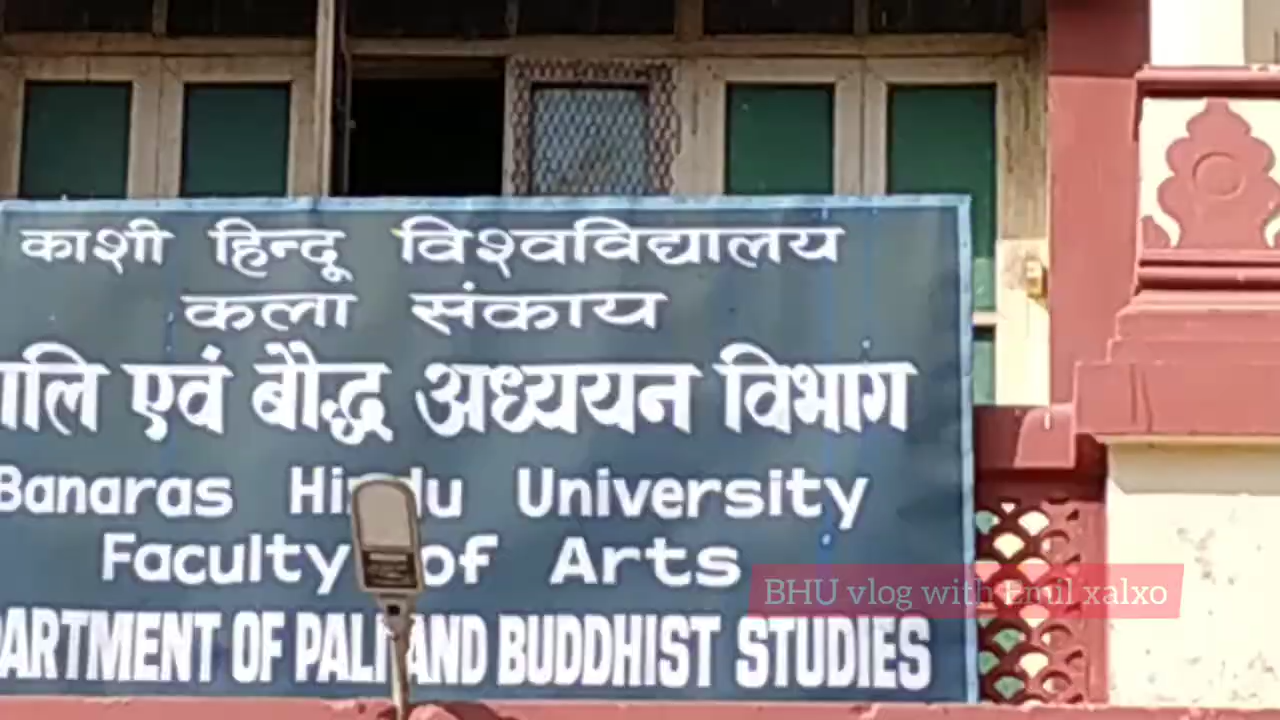 काशी हिन्दू विश्वविद्यालय
कला संकाय
ालि एवं बौद्ध अध्ययन विभाग
Banaras Hindu University
Faculty of Arts
PARTMENT OF PALI AND BUDDHIST STUDIES
BHU vlog with Emil xalxo